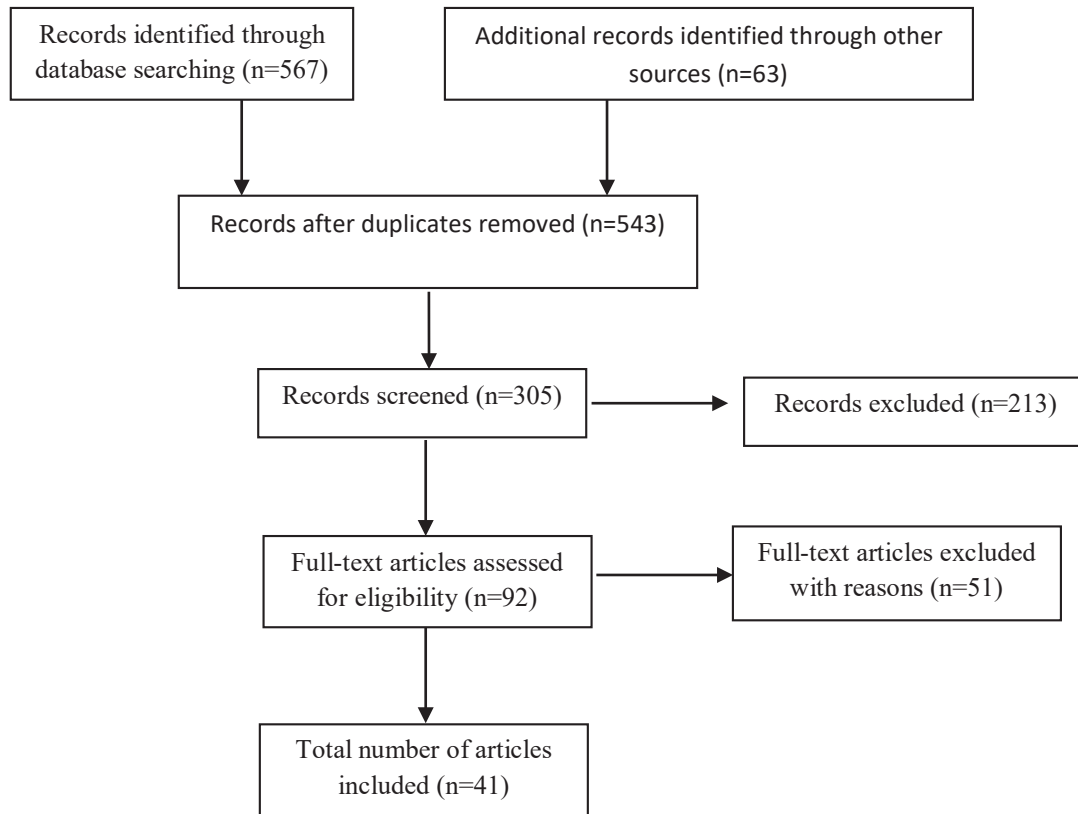 Records identified through
database searching (n=567)
Additional records identified through other
sources (n=63)
Records after duplicates removed (n=543)
Records screened (n=305)
Records excluded (n=213)
Full-text articles assessed
for eligibility (n=92)
Full-text articles excluded
with reasons (n=51)
Total number of articles
included (n=41)